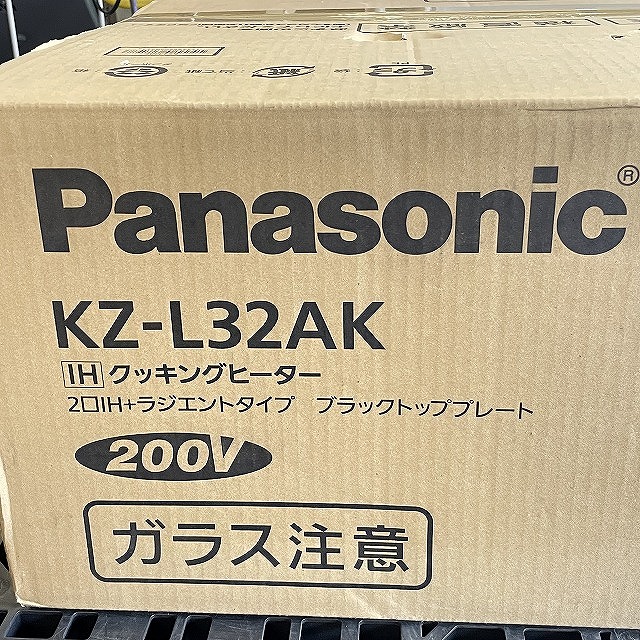 Panasonic®
KZ-L32AK
IH クッキングヒーター
2口IH+ラジエントタイプ ブラックトッププレート
200V
ガラス注意